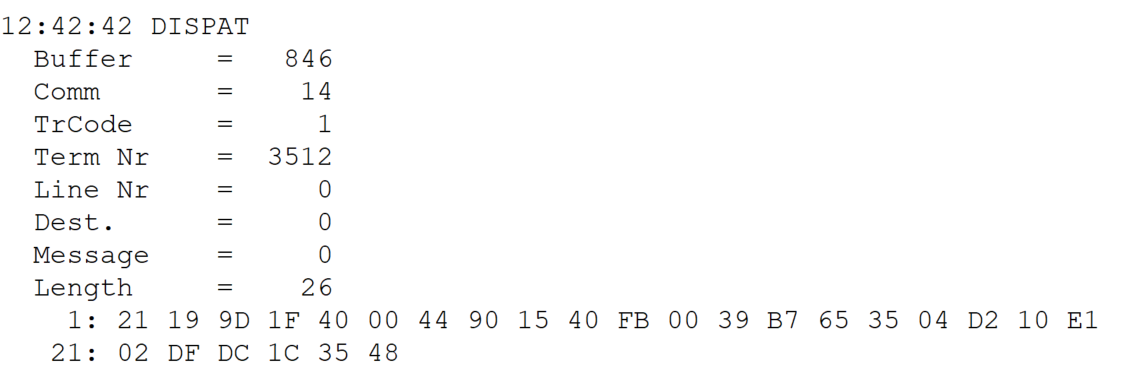 12:42:42 DISPAT
Buffer = 846
Comm = 14
TrCode = 1
Term Nr = 3512
Line Nr = 0
Dest. = 0
Message = 0
Length = 26
1: 21 19 9D 1F 40 00 44 90 15 40 FB 00 39 B7 65 35 04 D2 10 E1
21: 02 DF DC 1C 35 48